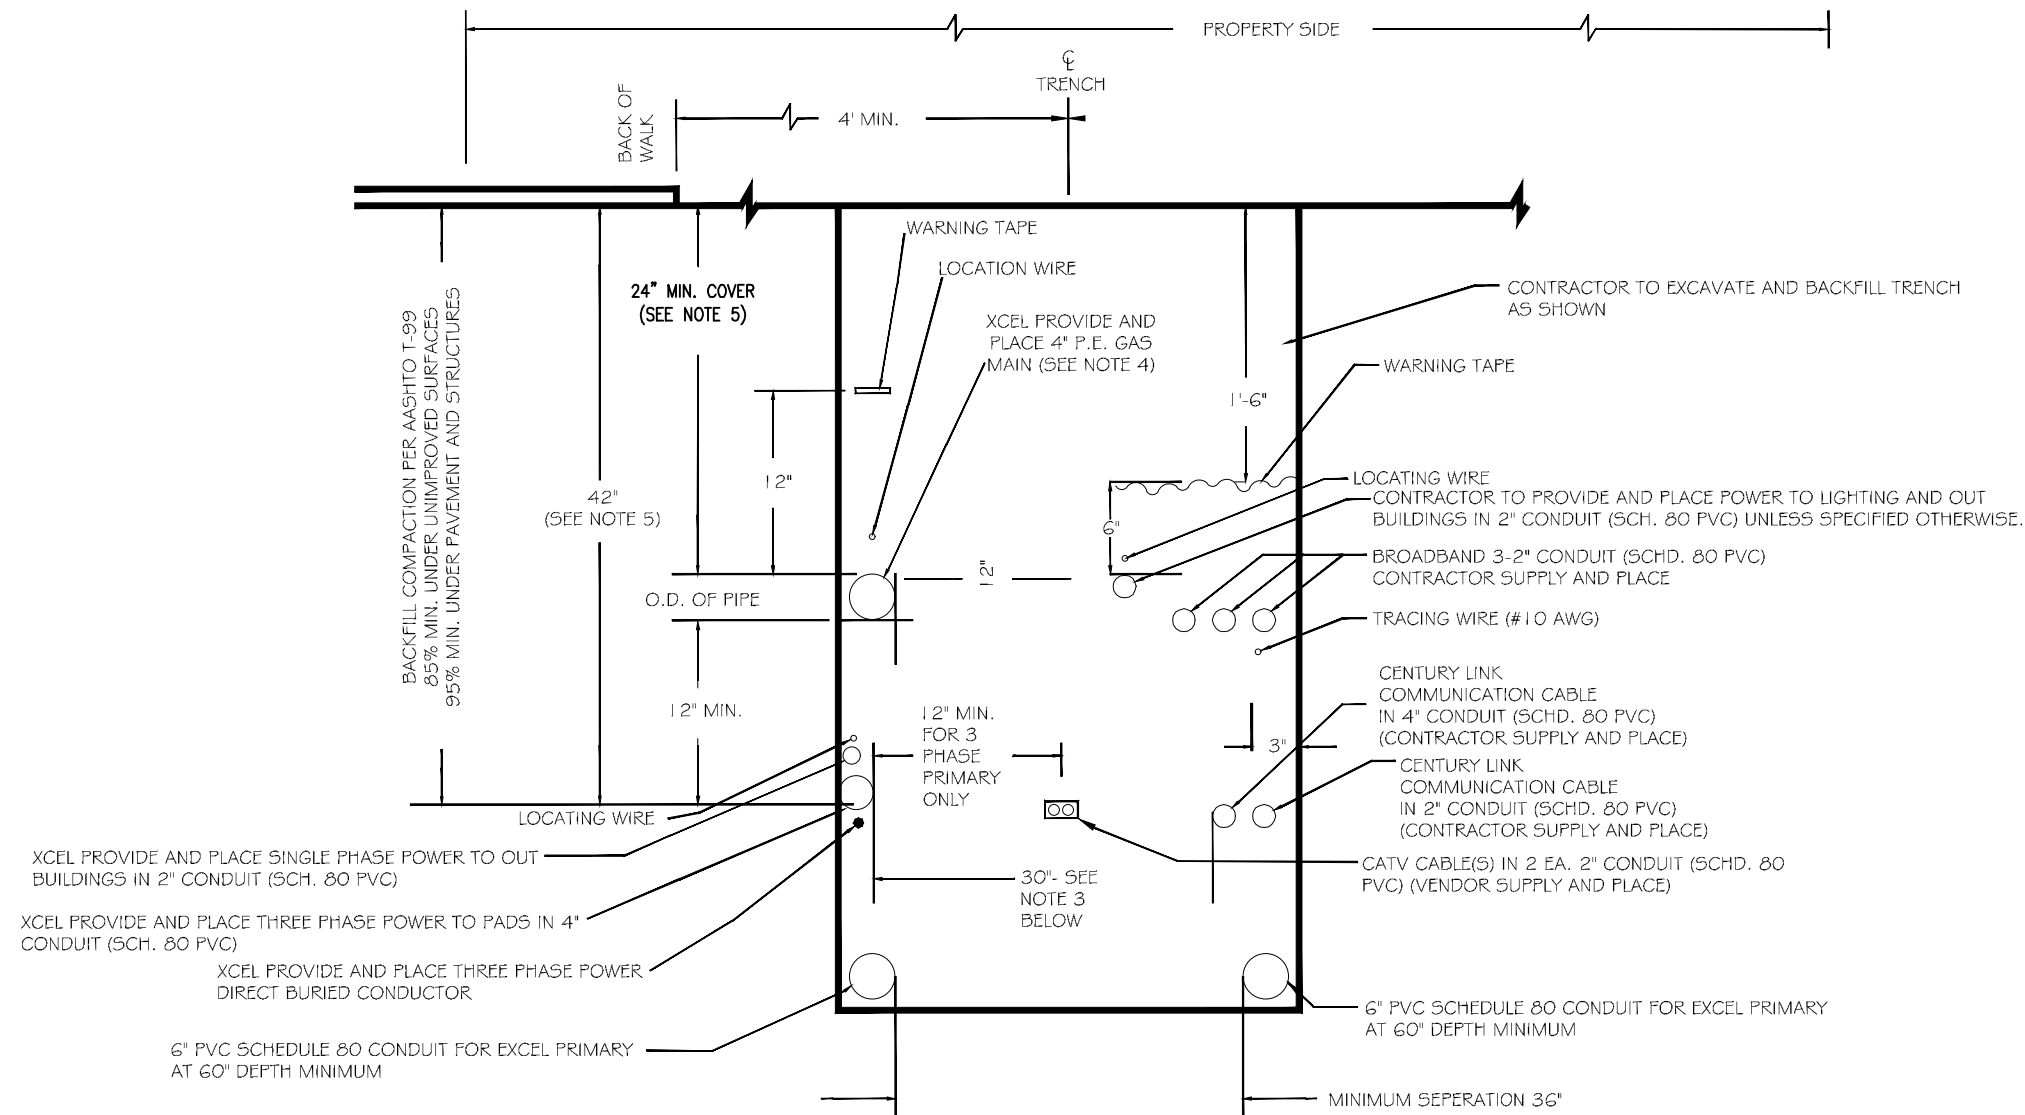 PROPERTY SIDE
℄
TRENCH
BACK OF
WALK
4' MIN.
WARNING TAPE
LOCATION WIRE
24" MIN. COVER
(SEE NOTE 5)
XCEL PROVIDE AND
PLACE 4" P.E. GAS
MAIN (SEE NOTE 4)
CONTRACTOR TO EXCAVATE AND BACKFILL TRENCH
AS SHOWN
WARNING TAPE
1'-6"
BACKFILL COMPACTION PER AASHTO T-99
85% MIN. UNDER UNIMPROVED SURFACES
95% MIN. UNDER PAVEMENT AND STRUCTURES
42"
(SEE NOTE 5)
12"
LOCATING WIRE
CONTRACTOR TO PROVIDE AND PLACE POWER TO LIGHTING AND OUT
BUILDINGS IN 2" CONDUIT (SCH. 80 PVC) UNLESS SPECIFIED OTHERWISE.
6"
12"
BROADBAND 3-2" CONDUIT (SCHD. 80 PVC)
CONTRACTOR SUPPLY AND PLACE
O.D. OF PIPE
TRACING WIRE (#10 AWG)
12" MIN.
12" MIN.
FOR 3
PHASE
PRIMARY
ONLY
CENTURY LINK
COMMUNICATION CABLE
IN 4" CONDUIT (SCHD. 80 PVC)
(CONTRACTOR SUPPLY AND PLACE)
3"
CENTURY LINK
COMMUNICATION CABLE
IN 2" CONDUIT (SCHD. 80 PVC)
(CONTRACTOR SUPPLY AND PLACE)
LOCATING WIRE
XCEL PROVIDE AND PLACE SINGLE PHASE POWER TO OUT
BUILDINGS IN 2" CONDUIT (SCH. 80 PVC)
CATV CABLE(S) IN 2 EA. 2" CONDUIT (SCHD. 80
PVC) (VENDOR SUPPLY AND PLACE)
30"- SEE
NOTE 3
BELOW
XCEL PROVIDE AND PLACE THREE PHASE POWER TO PADS IN 4"
CONDUIT (SCH. 80 PVC)
XCEL PROVIDE AND PLACE THREE PHASE POWER
DIRECT BURIED CONDUCTOR
6" PVC SCHEDULE 80 CONDUIT FOR EXCEL PRIMARY
AT 60" DEPTH MINIMUM
6" PVC SCHEDULE 80 CONDUIT FOR EXCEL PRIMARY
AT 60" DEPTH MINIMUM
MINIMUM SEPERATION 36"